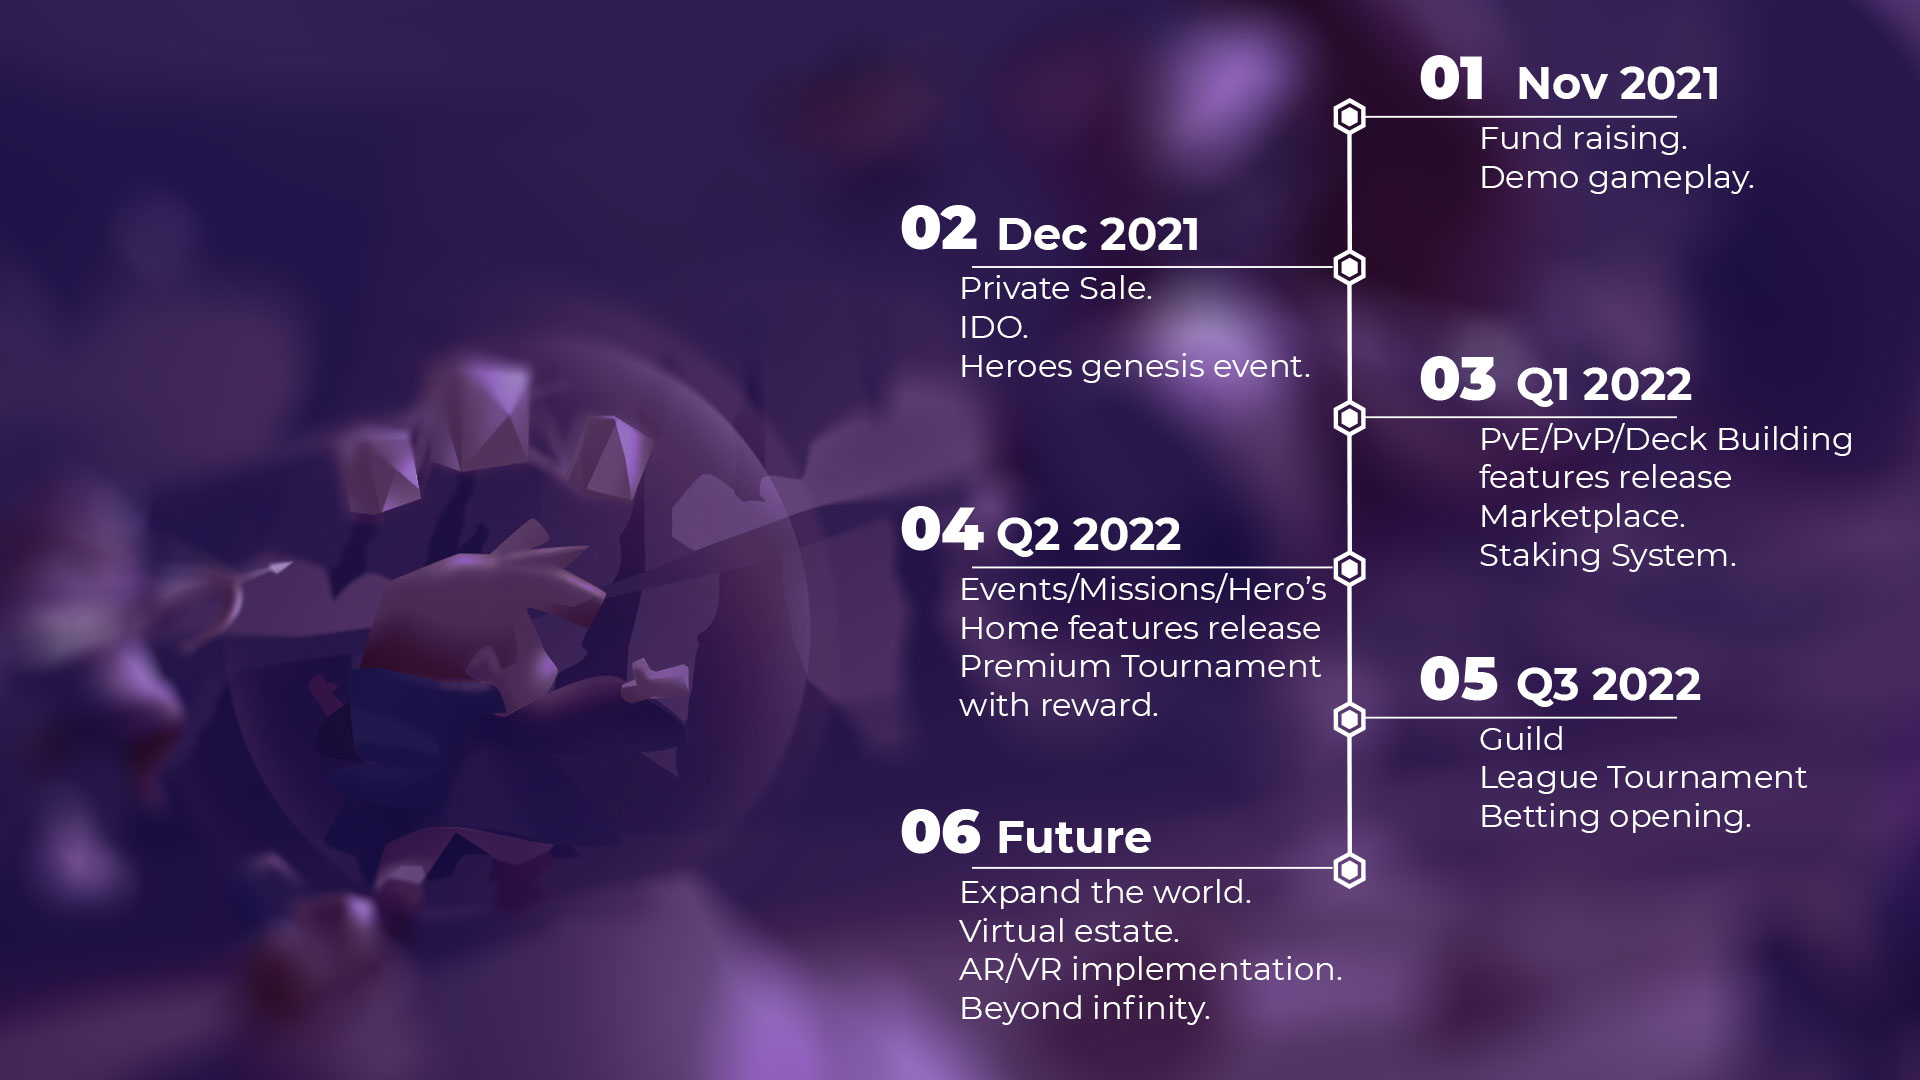 01 Nov 2021
Fund raising.
Demo gameplay.
02 Dec 2021
Private Sale.
IDO.
Heroes genesis event.
03 Q1 2022
PvE/PvP/Deck Building
features release
Marketplace.
Staking System.
04 Q2 2022
Events/Missions/Hero’s
Home features release
Premium Tournament
with reward.
05 Q3 2022
Guild
League Tournament
Betting opening.
06 Future
Expand the world.
Virtual estate.
AR/VR implementation.
Beyond infinity.